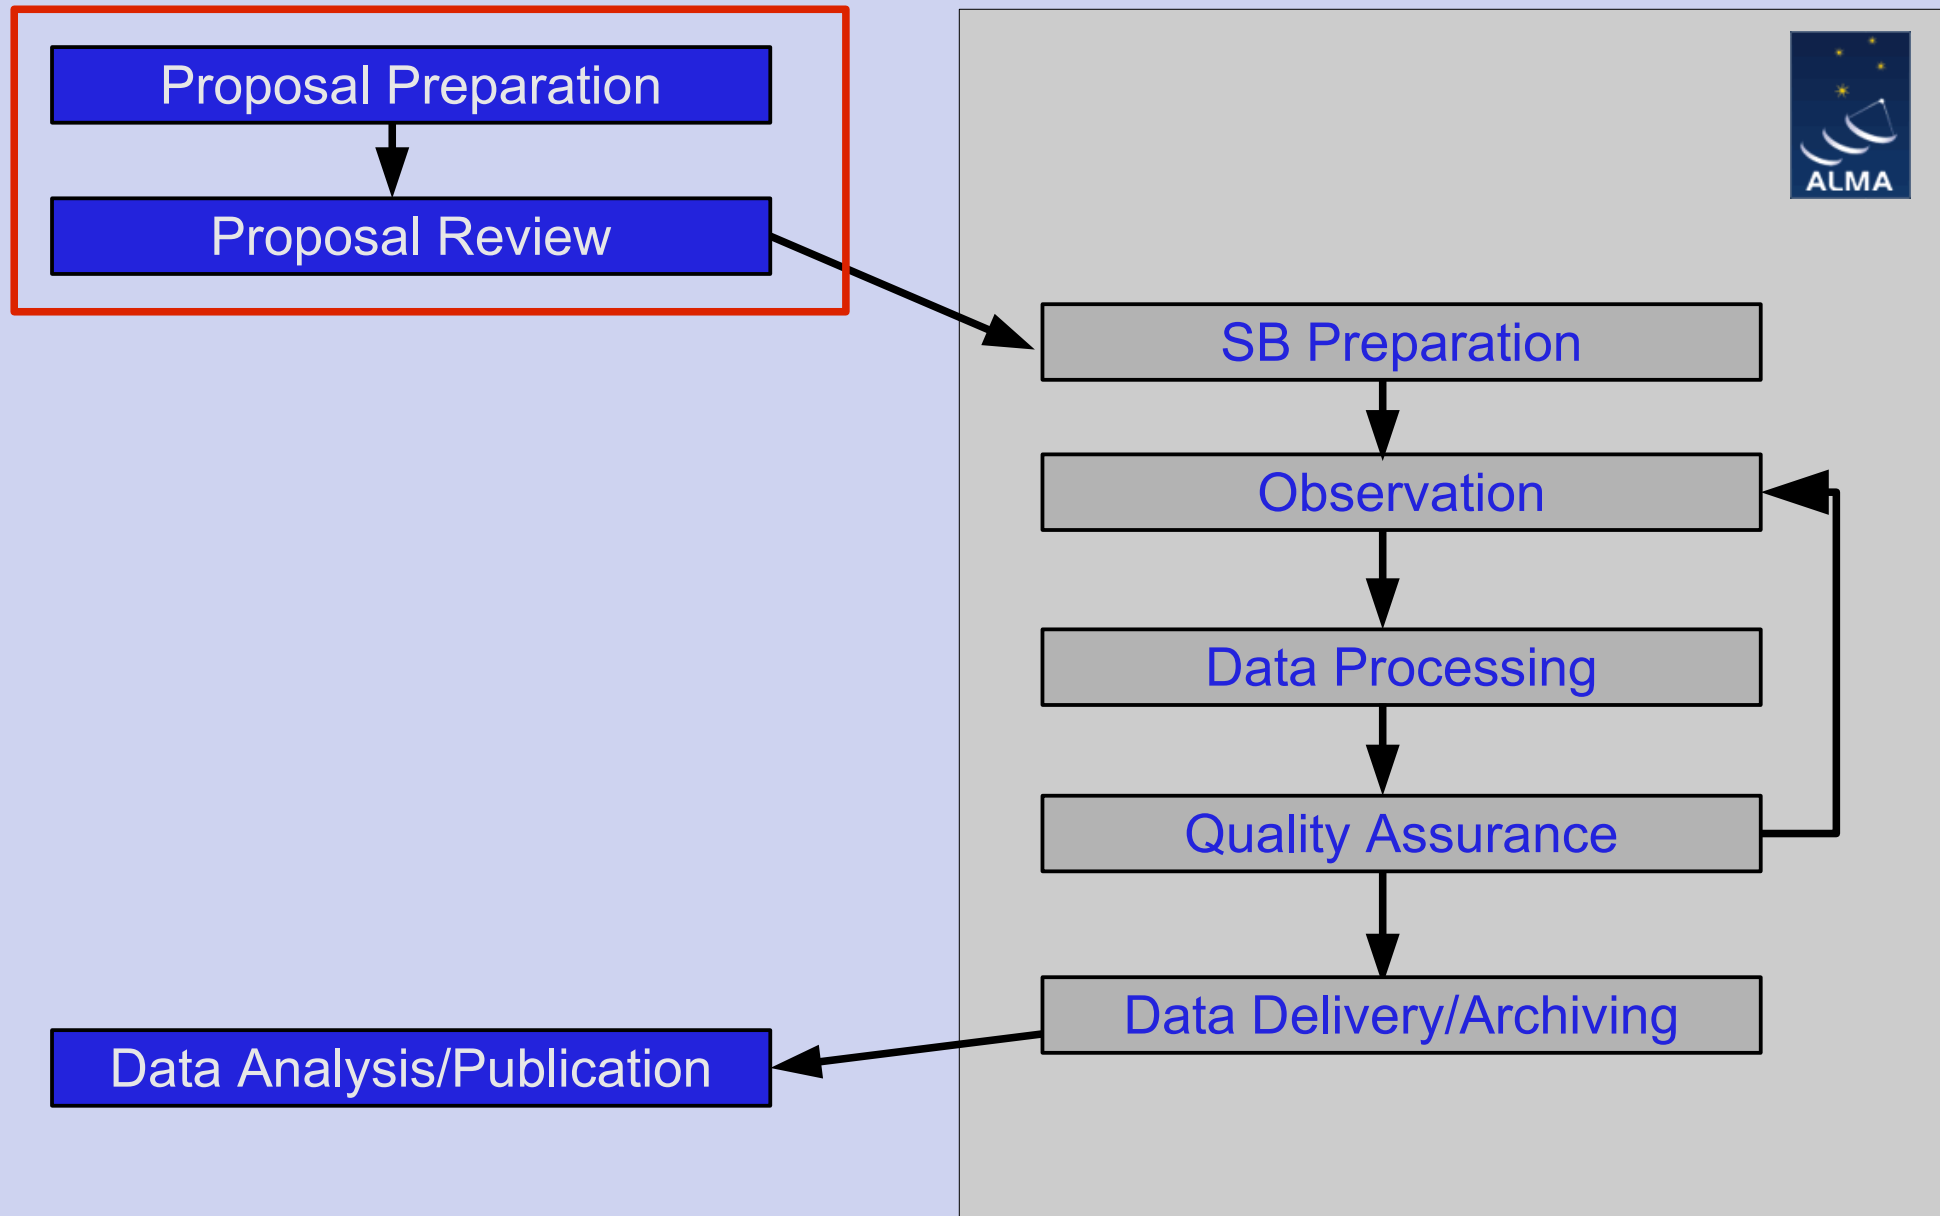 Proposal Preparation
Proposal Review
ALMA
SB Preparation
Observation
Data Processing
Quality Assurance
Data Delivery/Archiving
Data Analysis/Publication